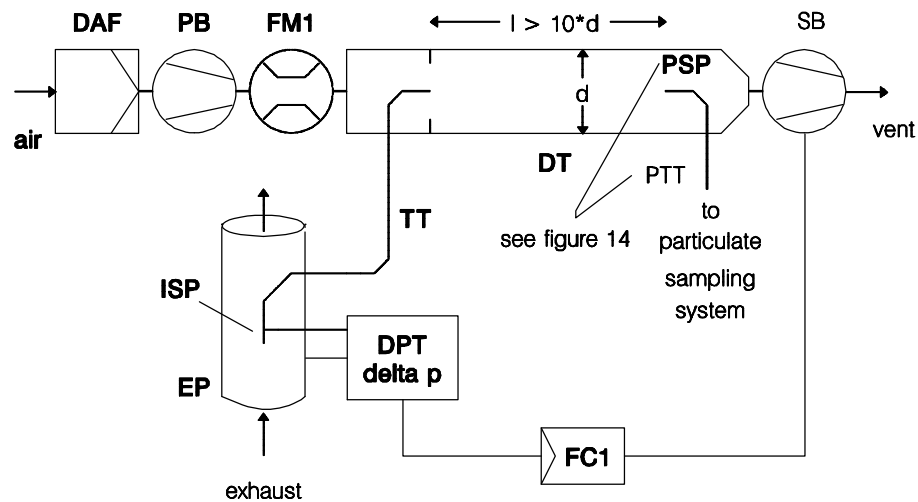 DAF
PB
FM1
l > 10*d
SB
PSP
d
air
vent
DT
PTT
TT
see figure 14
to
particulate
sampling
system
ISP
DPT
delta p
EP
FC1
exhaust